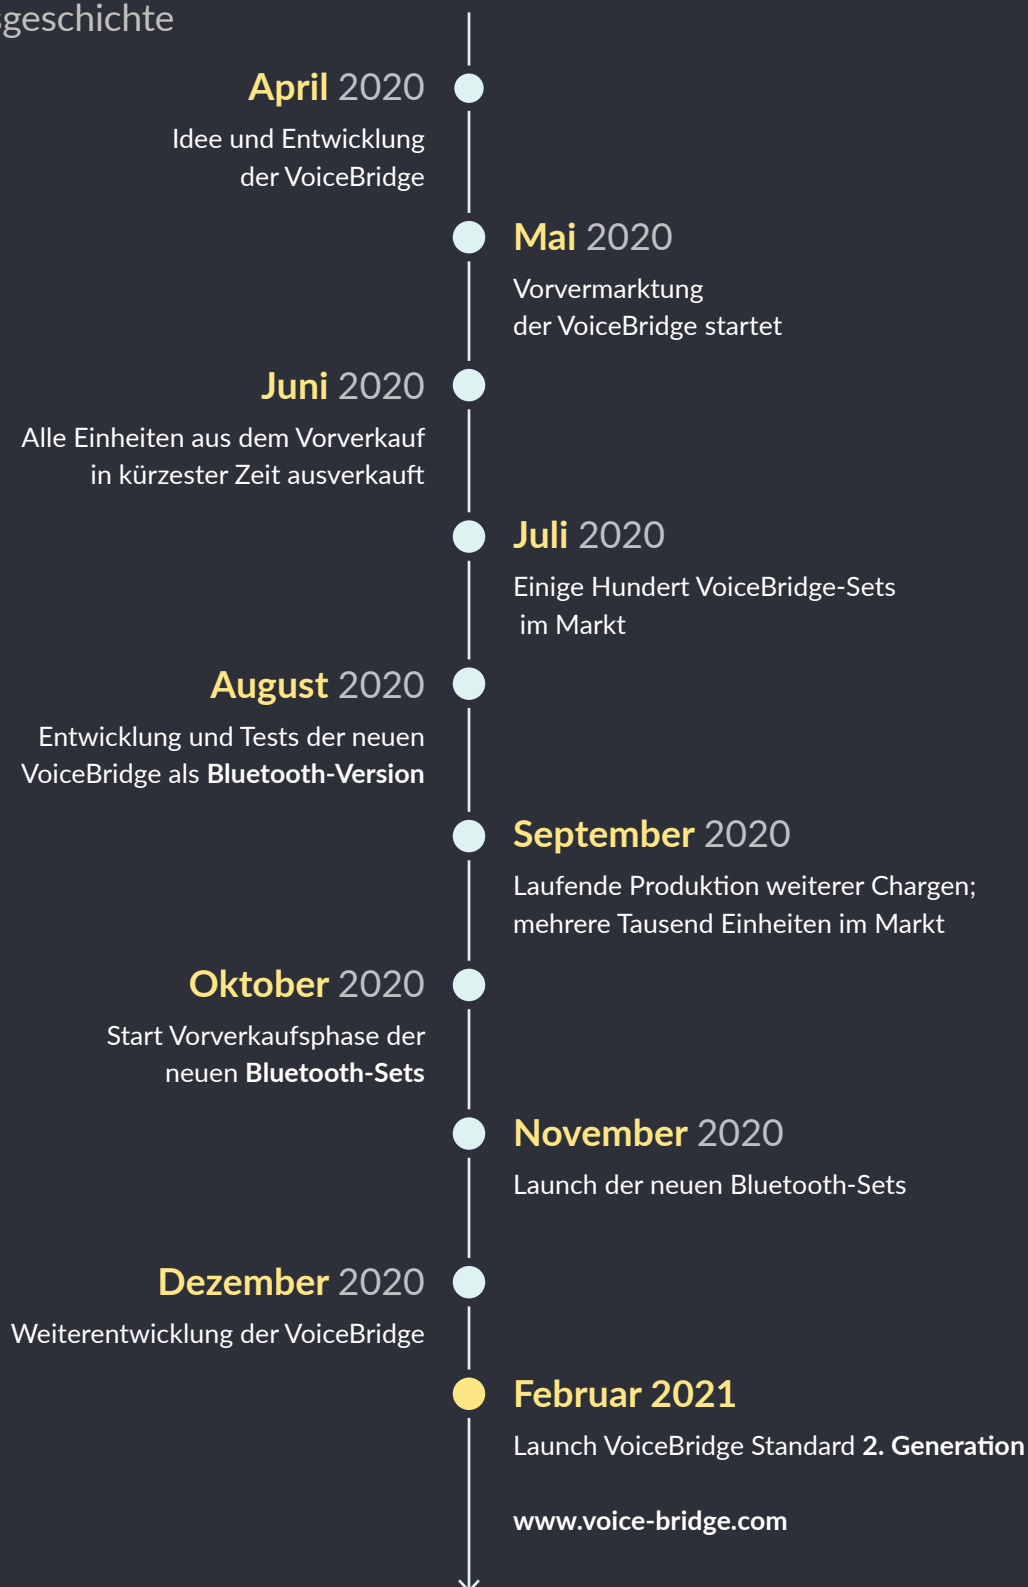 sgeschichte
April 2020
Idee und Entwicklung
der VoiceBridge
Mai 2020
Vorvermarktung
der VoiceBridge startet
Juni 2020
Alle Einheiten aus dem Vorverkauf
in kürzester Zeit ausverkauft
Juli 2020
Einige Hundert VoiceBridge-Sets
im Markt
August 2020
Entwicklung und Tests der neuen
VoiceBridge als Bluetooth-Version
September 2020
Laufende Produktion weiterer Chargen;
mehrere Tausend Einheiten im Markt
Oktober 2020
Start Vorverkaufsphase der
neuen Bluetooth-Sets
November 2020
Launch der neuen Bluetooth-Sets
Dezember 2020
Weiterentwicklung der VoiceBridge
Februar 2021
Launch VoiceBridge Standard 2. Generation
www.voice-bridge.com